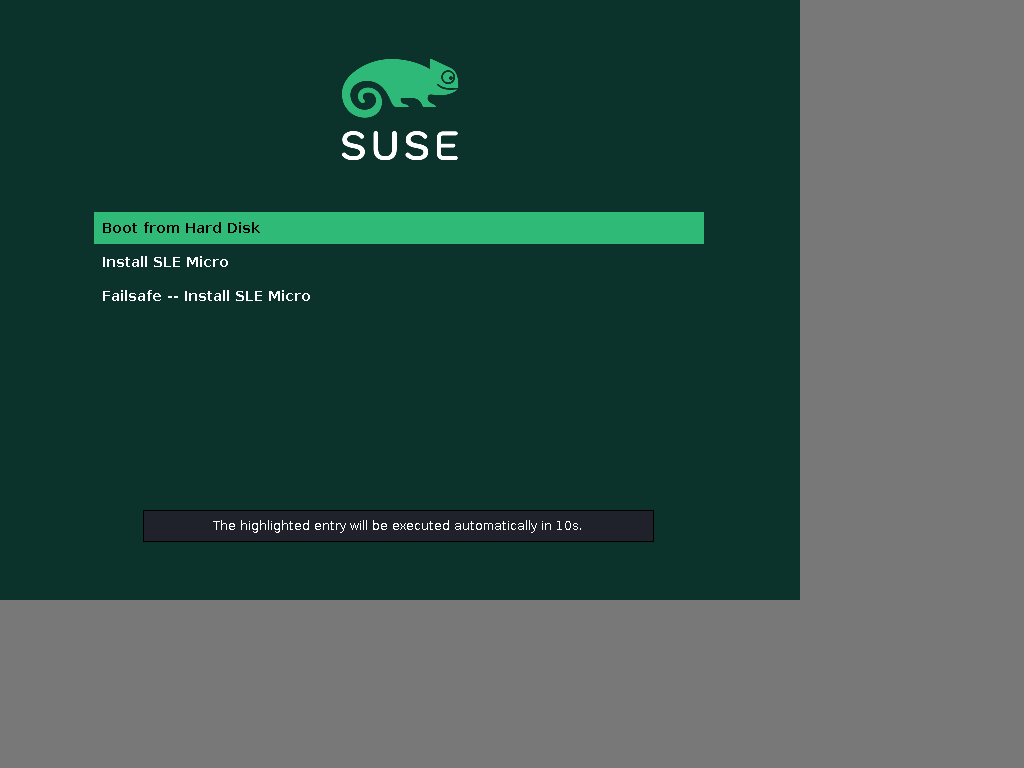 SUSE
Boot from Hard Disk
Install SLE Micro
Failsafe -- Install SLE Micro
The highlighted entry will be executed automatically in 10s.